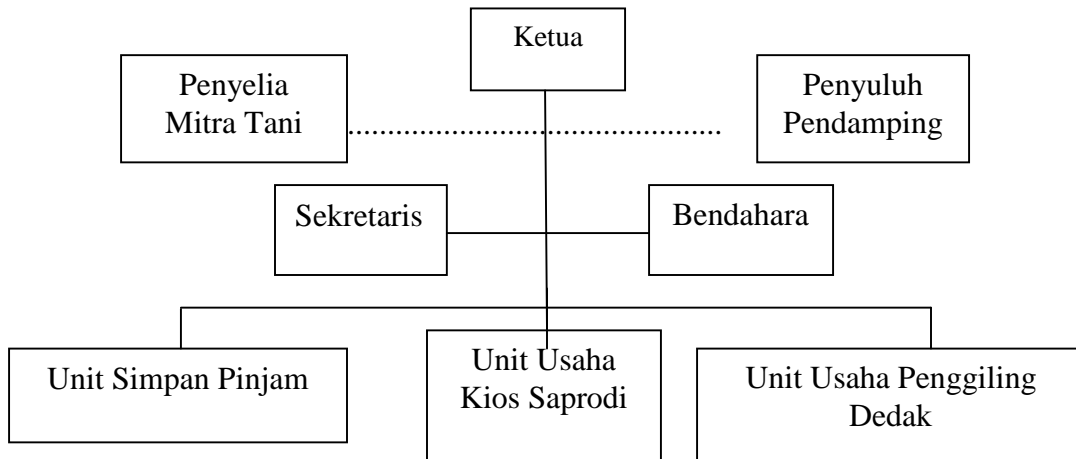 Ketua
Penyelia
Mitra Tani
Penyuluh
Pendamping
Sekretaris
Bendahara
Unit Simpan Pinjam
Unit Usaha
Kios Saprodi
Unit Usaha Penggiling
Dedak